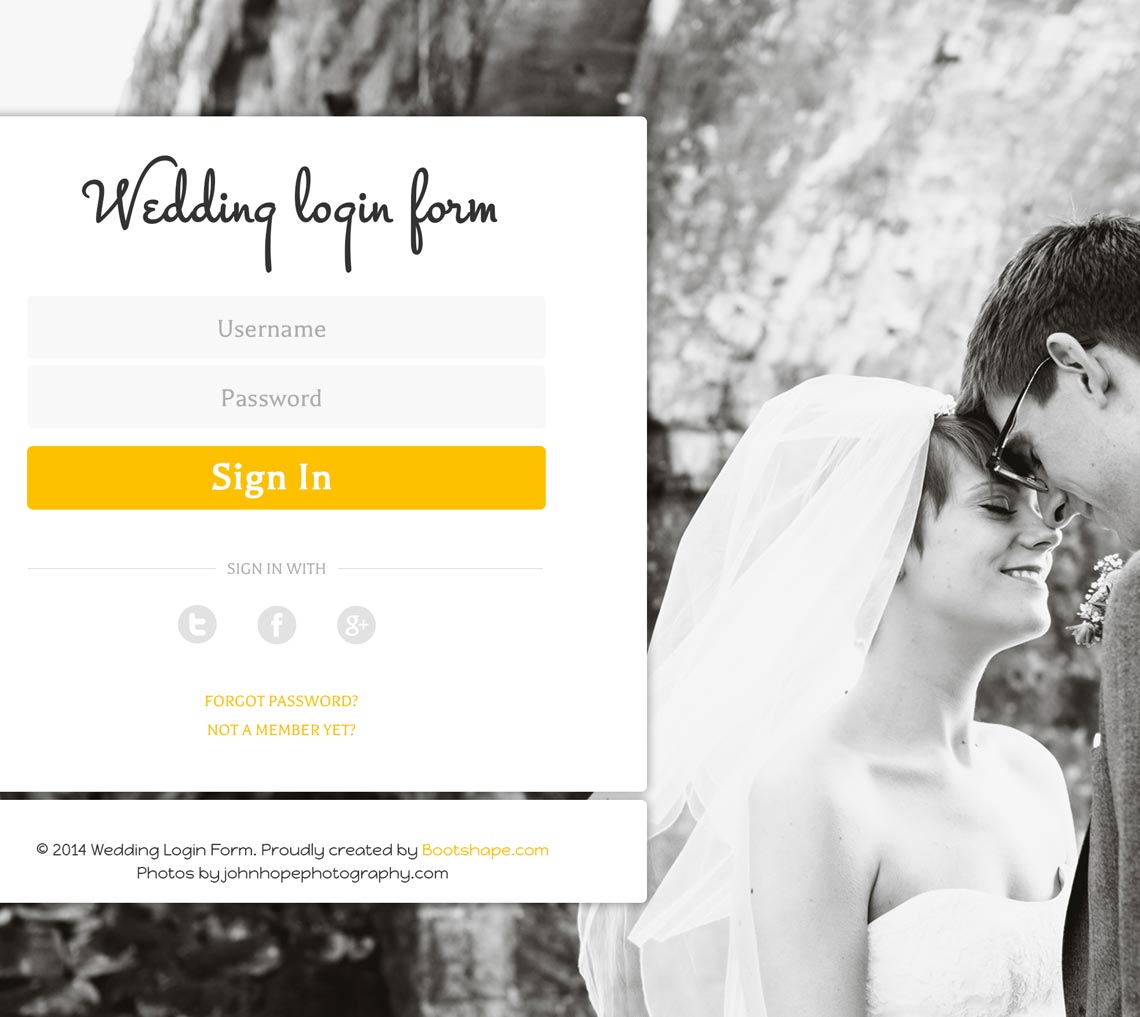 Wedding login form
Username
Password
Sign In
SIGN IN WITH
t f g+
FORGOT PASSWORD?
NOT A MEMBER YET?
© 2014 Wedding Login Form. Proudly created by Bootshape.com
Photos by johnhopephotography.com